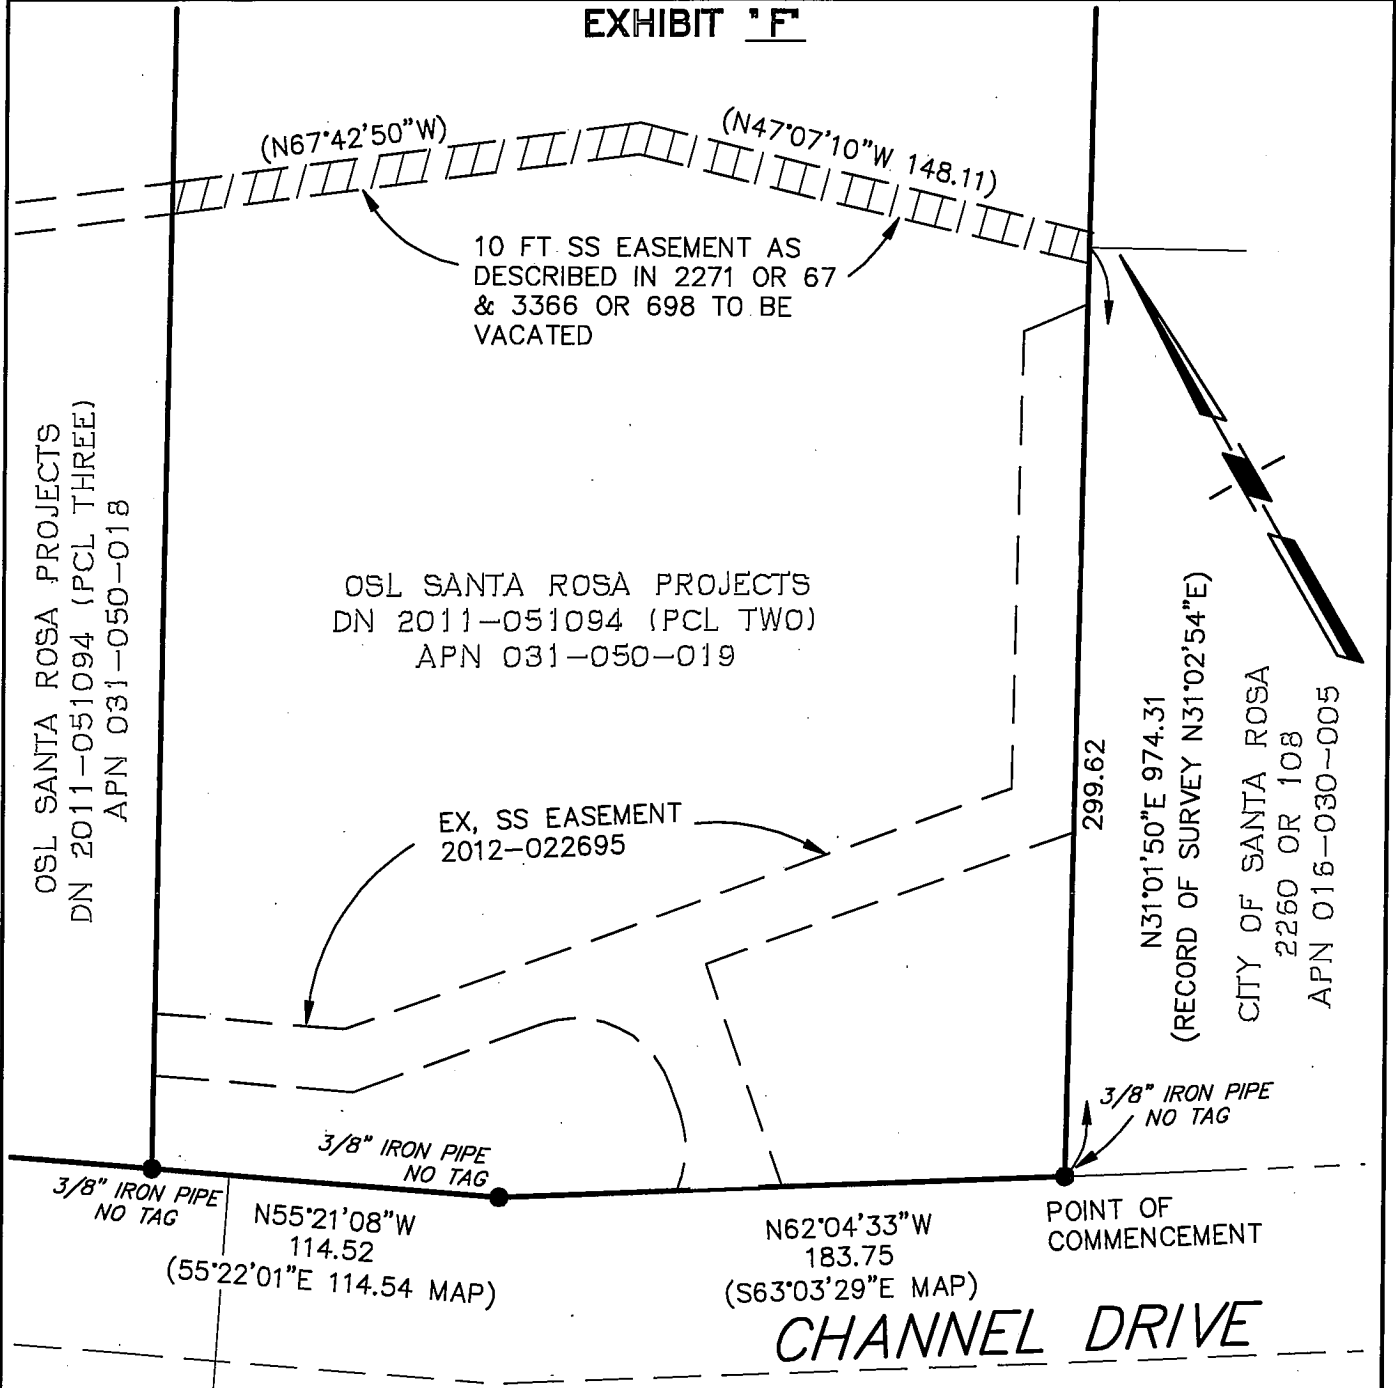 EXHIBIT "F"
(N67°42'50"W)
(N47°07'10"W 148.11)
10 FT SS EASEMENT AS
DESCRIBED IN 2271 OR 67
& 3366 OR 698 TO BE
VACATED
OSL SANTA ROSA PROJECTS
DN 2011-051094 (PCL THREE)
APN 031-050-018
OSL SANTA ROSA PROJECTS
DN 2011-051094 (PCL TWO)
APN 031-050-019
299.62
N31°01'50"E 974.31
(RECORD OF SURVEY N31°02'54"E)
CITY OF SANTA ROSA
2260 OR 108
APN 016-030-005
EX, SS EASEMENT
2012-022695
3/8" IRON PIPE
NO TAG
3/8" IRON PIPE
NO TAG
3/8" IRON PIPE
NO TAG
N55°21'08"W
114.52
(55°22'01"E 114.54 MAP)
N62°04'33"W
183.75
(S63°03'29"E MAP)
POINT OF
COMMENCEMENT
CHANNEL DRIVE